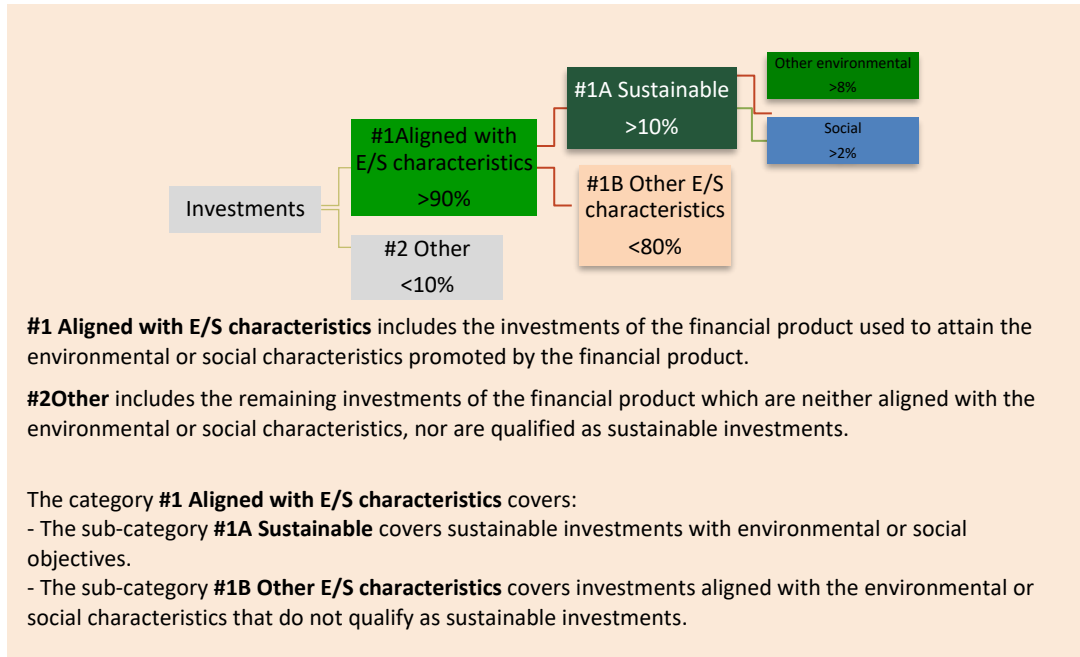 Other environmental
>8%
#1A Sustainable
>10%
Social
>2%
#1Aligned with
E/S characteristics
>90%
#1B Other E/S
characteristics
<80%
Investments
#2 Other
<10%
#1 Aligned with E/S characteristics includes the investments of the financial product used to attain the
environmental or social characteristics promoted by the financial product.
#2Other includes the remaining investments of the financial product which are neither aligned with the
environmental or social characteristics, nor are qualified as sustainable investments.
The category #1 Aligned with E/S characteristics covers:
- The sub-category #1A Sustainable covers sustainable investments with environmental or social
objectives.
- The sub-category #1B Other E/S characteristics covers investments aligned with the environmental or
social characteristics that do not qualify as sustainable investments.